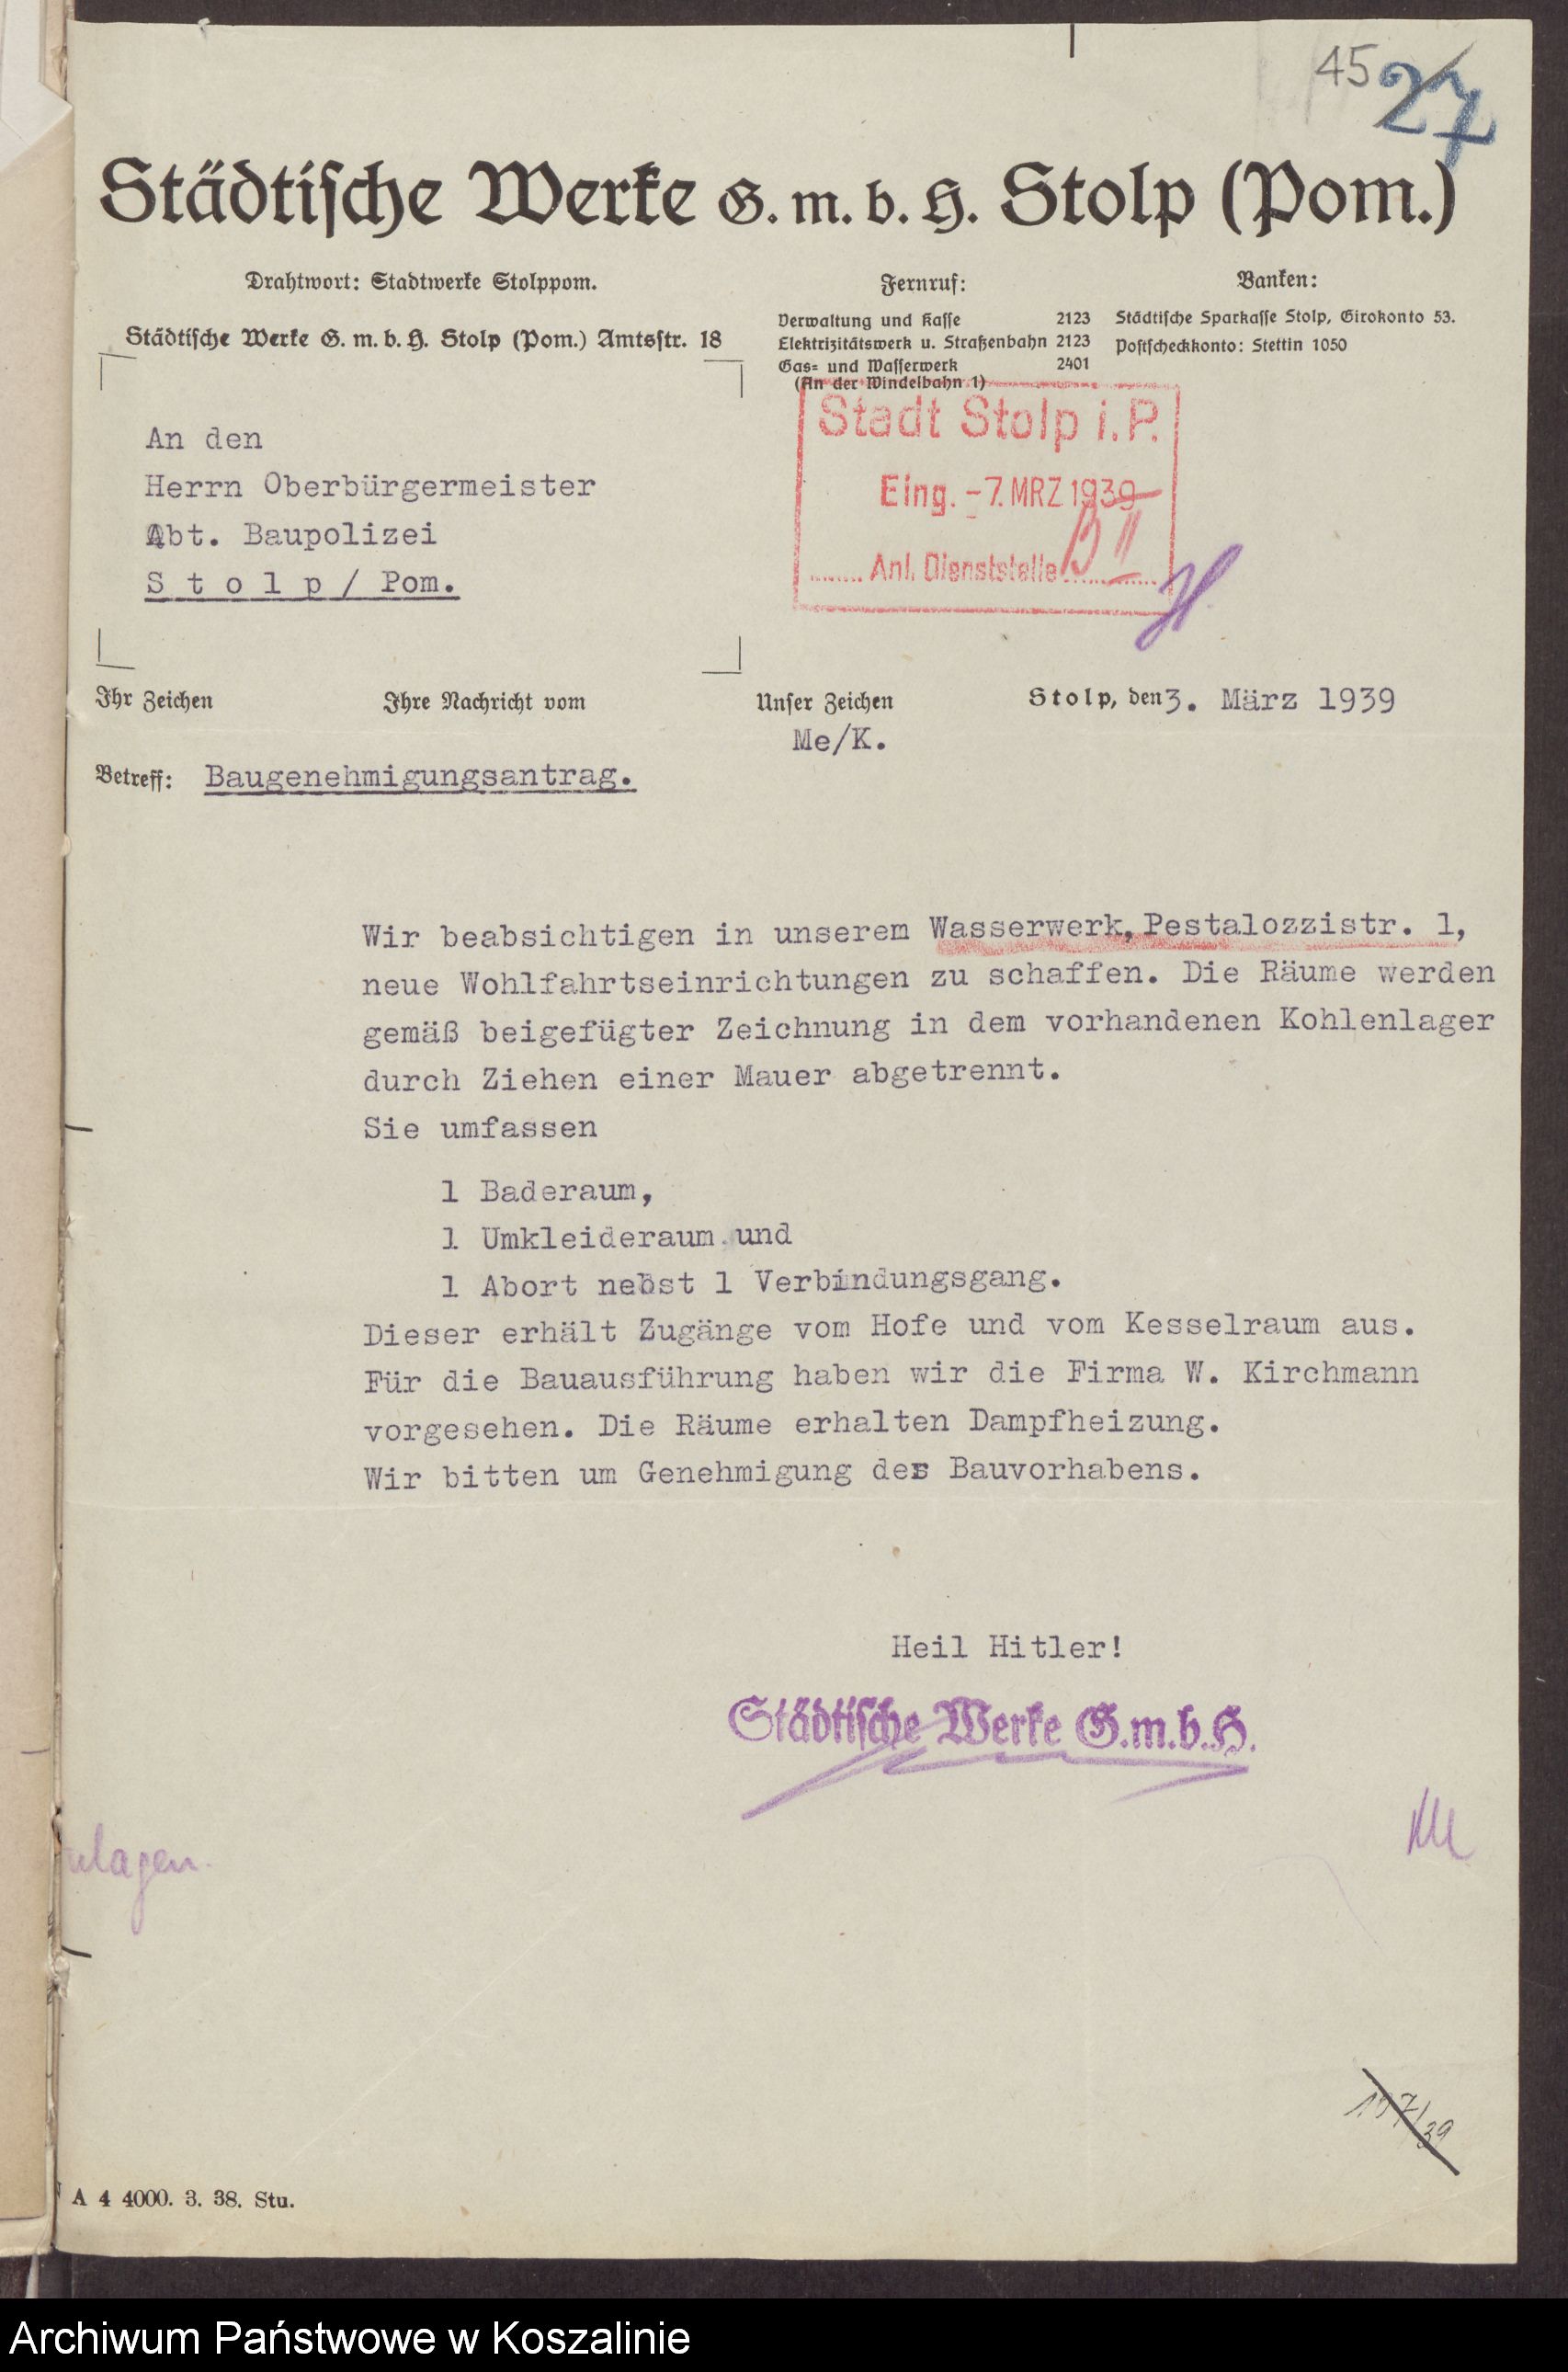 45 27
Städtische Werke G. m. b. H. Stolp (Pom.)
Drahtwort: Stadtwerke Stolppom.
Städtische Werke G. m. b. H. Stolp (Pom.) Amtsstr. 18
Fernruf:
Verwaltung und Kasse 2123
Elektrizitätswerk u. Straßenbahn 2123
Gas- und Wasserwerk 2401
(An der Windelbahn 1)
Banken:
Städtische Sparkasse Stolp, Girokonto 53.
Postscheckkonto: Stettin 1050
Stadt Stolp i. P.
Eing. -7. MRZ 1939
Anl. Dienststelle B II
An den
Herrn Oberbürgermeister
Abt. Baupolizei
S t o l p / Pom.
Ihr Zeichen Ihre Nachricht vom Unser Zeichen Stolp, den 3. März 1939
Me/K.
Betreff: Baugenehmigungsantrag.
Wir beabsichtigen in unserem Wasserwerk, Pestalozzistr. 1,
neue Wohlfahrtseinrichtungen zu schaffen. Die Räume werden
gemäß beigefügter Zeichnung in dem vorhandenen Kohlenlager
durch Ziehen einer Mauer abgetrennt.
Sie umfassen
1 Baderaum,
1 Umkleideraum und
1 Abort nebst 1 Verbindungsgang.
Dieser erhält Zugänge vom Hofe und vom Kesselraum aus.
Für die Bauausführung haben wir die Firma W. Kirchmann
vorgesehen. Die Räume erhalten Dampfheizung.
Wir bitten um Genehmigung des Bauvorhabens.
Heil Hitler!
Städtische Werke G.m.b.H.
nlagen.
A 4 4000. 3. 38. Stu.
Archiwum Państwowe w Koszalinie